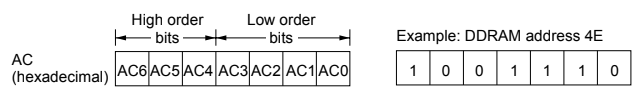 High order bits
Low order bits
Example: DDRAM address 4E
AC (hexadecimal)
AC6 AC5 AC4 AC3 AC2 AC1 AC0
1 0 0 1 1 1 0